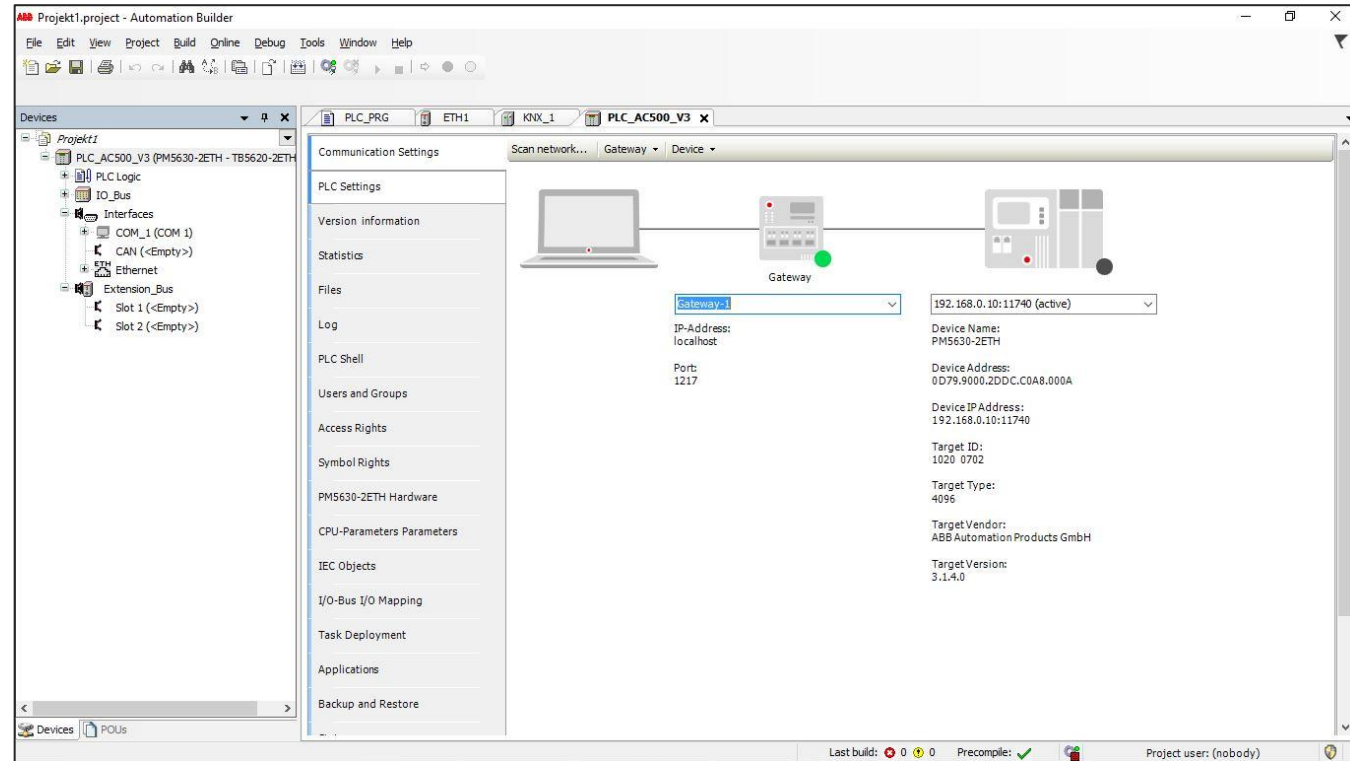 ABB Projekt1.project - Automation Builder
File Edit View Project Build Online Debug Tools Window Help
Devices
Projekt1
PLC_AC500_V3 (PM5630-2ETH - TB5620-2ETH
PLC Logic
IO_Bus
Interfaces
COM_1 (COM 1)
CAN (<Empty>)
ETH Ethernet
Extension_Bus
Slot 1 (<Empty>)
Slot 2 (<Empty>)
Devices POUs
PLC_PRG ETH1 KNX_1 PLC_AC500_V3
Communication Settings
PLC Settings
Version information
Statistics
Files
Log
PLC Shell
Users and Groups
Access Rights
Symbol Rights
PM5630-2ETH Hardware
CPU-Parameters Parameters
IEC Objects
I/O-Bus I/O Mapping
Task Deployment
Applications
Backup and Restore
Scan network... Gateway Device
Gateway
Gateway-1
IP-Address:
localhost
Port:
1217
192.168.0.10:11740 (active)
Device Name:
PM5630-2ETH
Device Address:
0D79.9000.2DDC.C0A8.000A
Device IP Address:
192.168.0.10:11740
Target ID:
1020 0702
Target Type:
4096
Target Vendor:
ABB Automation Products GmbH
Target Version:
3.1.4.0
Last build: 0 0 Precompile: Project user: (nobody)